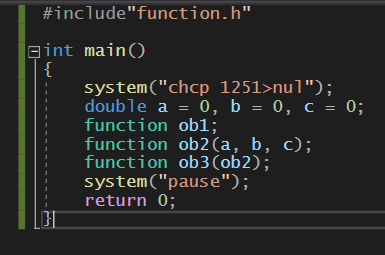 #include"function.h"
int main()
{
system("chcp 1251>nul");
double a = 0, b = 0, c = 0;
function ob1;
function ob2(a, b, c);
function ob3(ob2);
system("pause");
return 0;
}